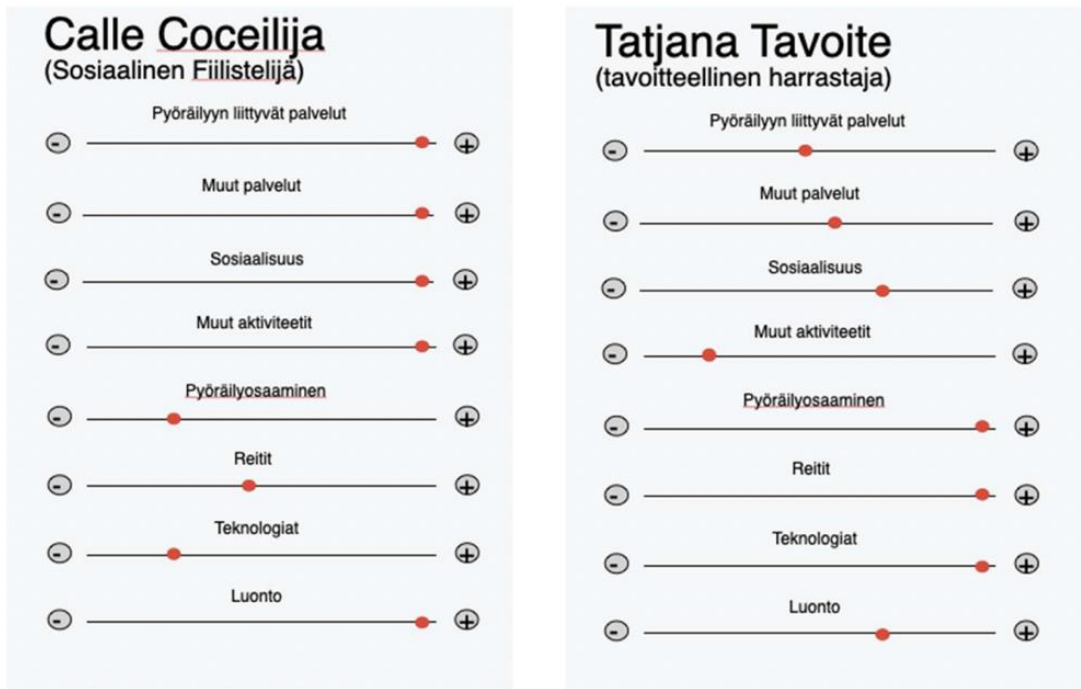 Calle Coceilija
(Sosiaalinen Fiilistelijä)
Pyöräilyyn liittyvät palvelut
- +
Muut palvelut
- +
Sosiaalisuus
- +
Muut aktiviteetit
- +
Pyöräilyosaaminen
- +
Reitit
- +
Teknologiat
- +
Luonto
- +
Tatjana Tavoite
(tavoitteellinen harrastaja)
Pyöräilyyn liittyvät palvelut
- +
Muut palvelut
- +
Sosiaalisuus
- +
Muut aktiviteetit
- +
Pyöräilyosaaminen
- +
Reitit
- +
Teknologiat
- +
Luonto
- +